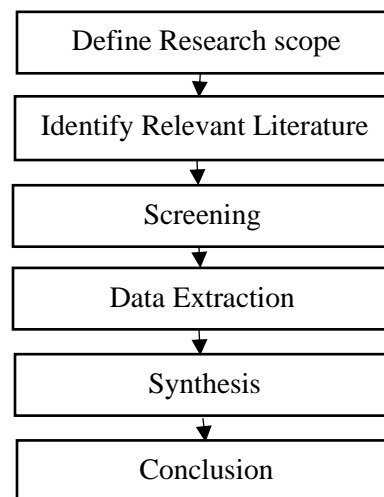 Define Research scope
Identify Relevant Literature
Screening
Data Extraction
Synthesis
Conclusion